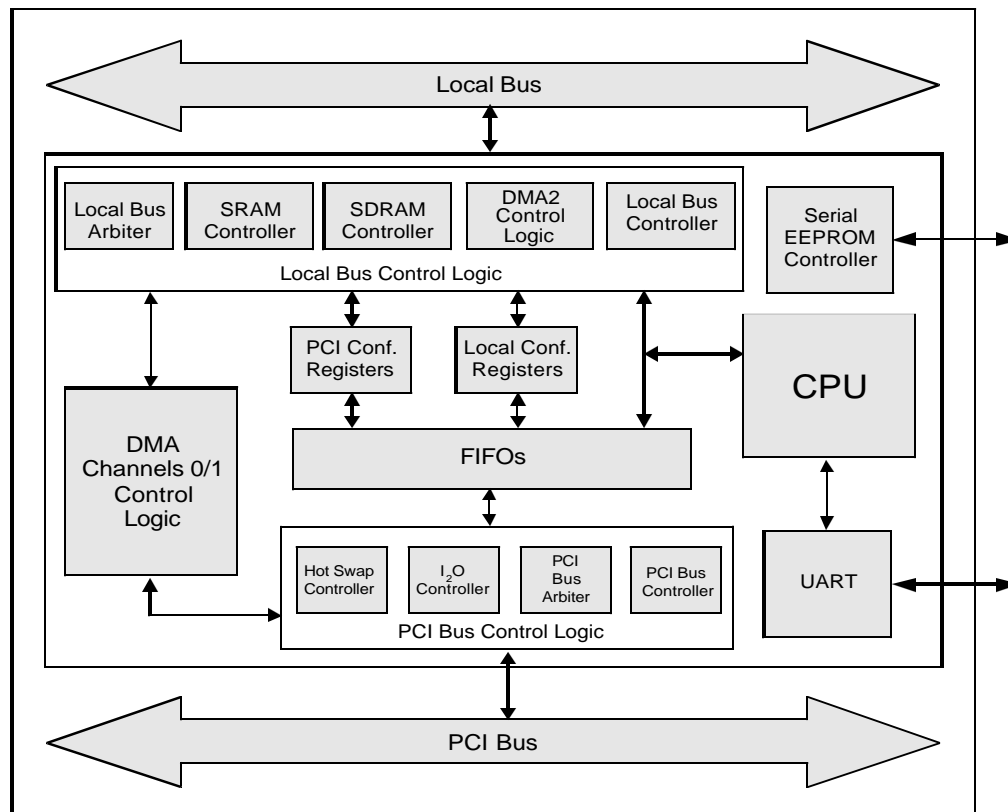 Local Bus
Local Bus
Arbiter
SRAM
Controller
SDRAM
Controller
DMA2
Control
Logic
Local Bus
Controller
Serial
EEPROM
Controller
Local Bus Control Logic
PCI Conf.
Registers
Local Conf.
Registers
CPU
DMA
Channels 0/1
Control
Logic
FIFOs
Hot Swap
Controller
I₂O
Controller
PCI
Bus
Arbiter
PCI Bus
Controller
UART
PCI Bus Control Logic
PCI Bus